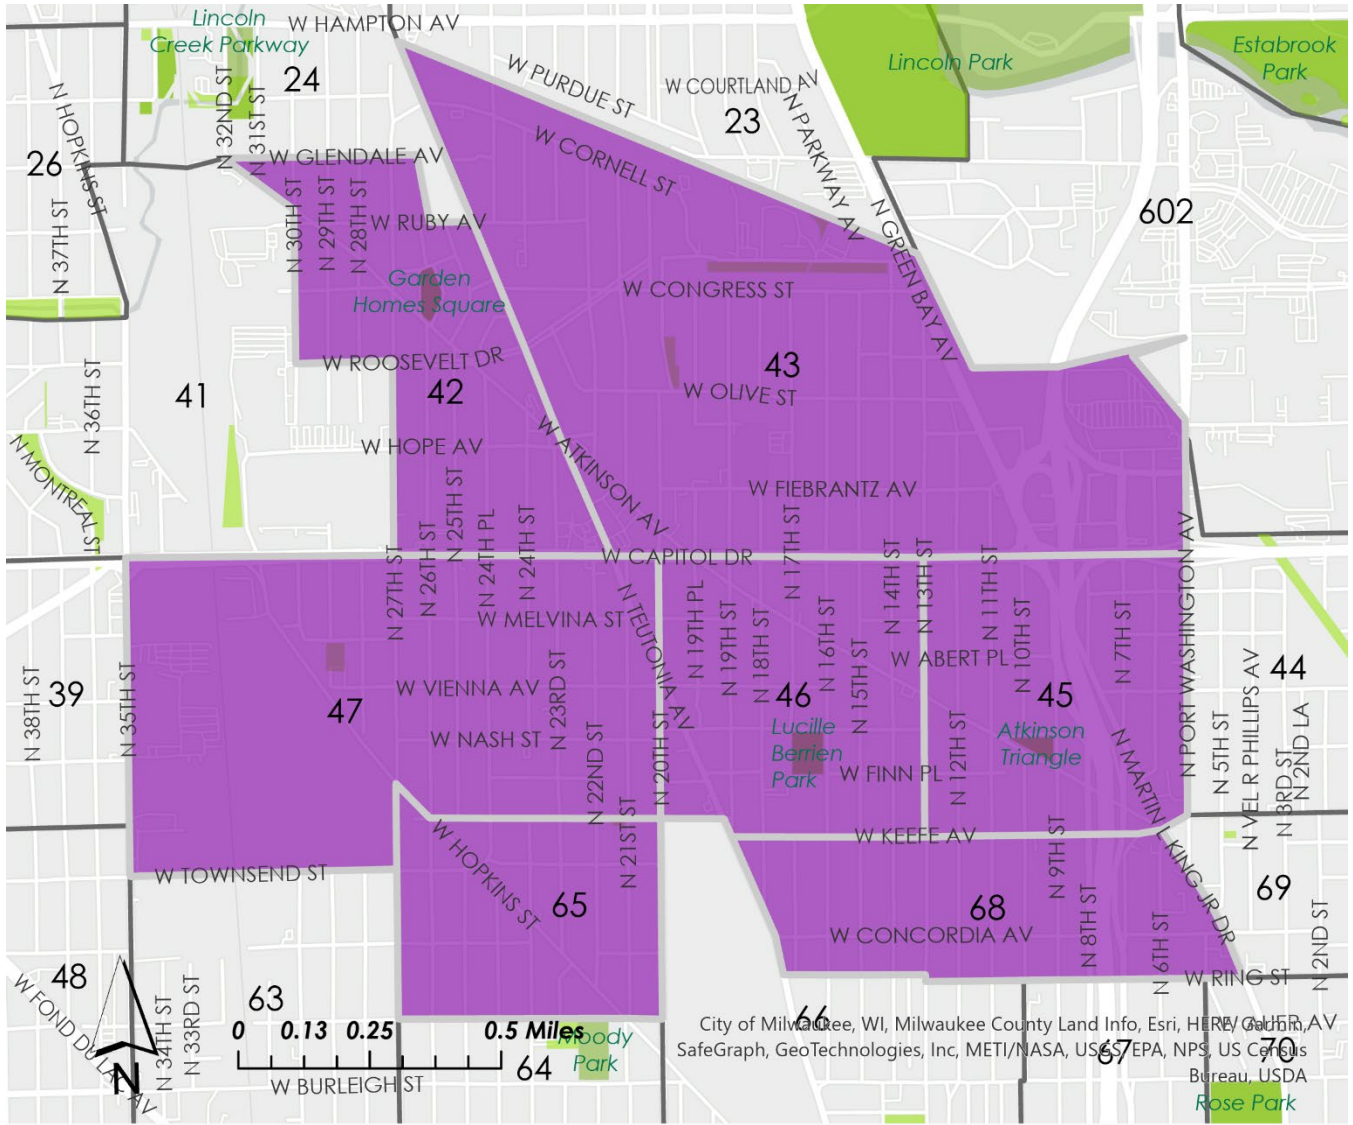 Lincoln
Creek Parkway
W HAMPTON AV
24
W PURDUE ST
W COURTLAND AV
23
Lincoln Park
Estabrook
Park
N HOPKINS ST
26
N 32ND ST
N 31ST ST
W GLENDALE AV
W CORNELL ST
N PARKWAY AV
N GREEN BAY AV
602
N 37TH ST
N 30TH ST
N 29TH ST
N 28TH ST
W RUBY AV
Garden
Homes Square
W CONGRESS ST
W ROOSEVELT DR
43
W OLIVE ST
N 36TH ST
41
42
W HOPE AV
W ATKINSON AV
N MONTREAL ST
W FIEBRANTZ AV
N 27TH ST
N 26TH ST
N 25TH ST
N 24TH PL
N 24TH ST
W CAPITOL DR
N 17TH ST
N 14TH ST
N 13TH ST
N 11TH ST
N 10TH ST
N 7TH ST
N PORT WASHINGTON AV
W MELVINA ST
N TEUTONIA AV
N 19TH PL
N 19TH ST
N 18TH ST
N 16TH ST
N 15TH ST
W ABERT PL
39
N 38TH ST
N 35TH ST
47
W VIENNA AV
N 23RD ST
46
45
44
W NASH ST
N 22ND ST
N 20TH ST
N 21ST ST
Lucille
Berrien
Park
W FINN PL
N 12TH ST
Atkinson
Triangle
N MARTIN L KING JR DR
N 5TH ST
N VEL R PHILLIPS AV
N 3RD ST
N 2ND LA
W KEEFE AV
W TOWNSEND ST
W HOPKINS ST
65
N 9TH ST
N 8TH ST
68
W CONCORDIA AV
N 6TH ST
69
N 2ND ST
W RING ST
48
W FOND DU LAC AV
N 34TH ST
N 33RD ST
63
0 0.13 0.25 0.5 Miles
N
W BURLEIGH ST
64
Moody
Park
66
67
W AUER AV
70
City of Milwaukee, WI, Milwaukee County Land Info, Esri, HERE, Garmin,
SafeGraph, GeoTechnologies, Inc, METI/NASA, USGS, EPA, NPS, US Census
Bureau, USDA
Rose Park